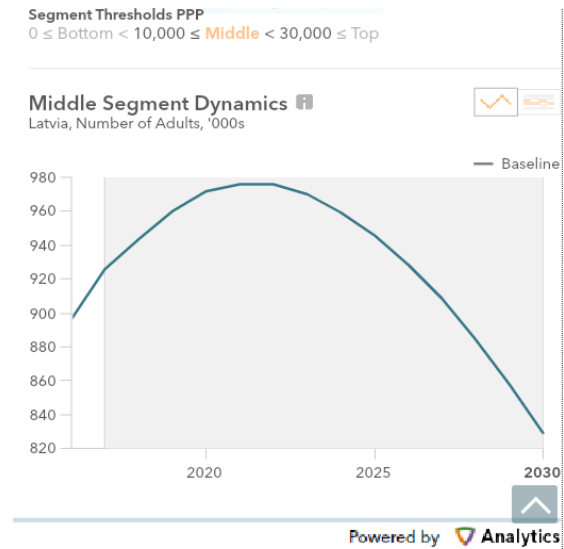 Segment Thresholds PPP
0 ≤ Bottom < 10,000 ≤ Middle < 30,000 ≤ Top
Middle Segment Dynamics
Latvia, Number of Adults, '000s
Baseline
980
960
940
920
900
880
860
840
820
2020 2025 2030
Powered by Analytics